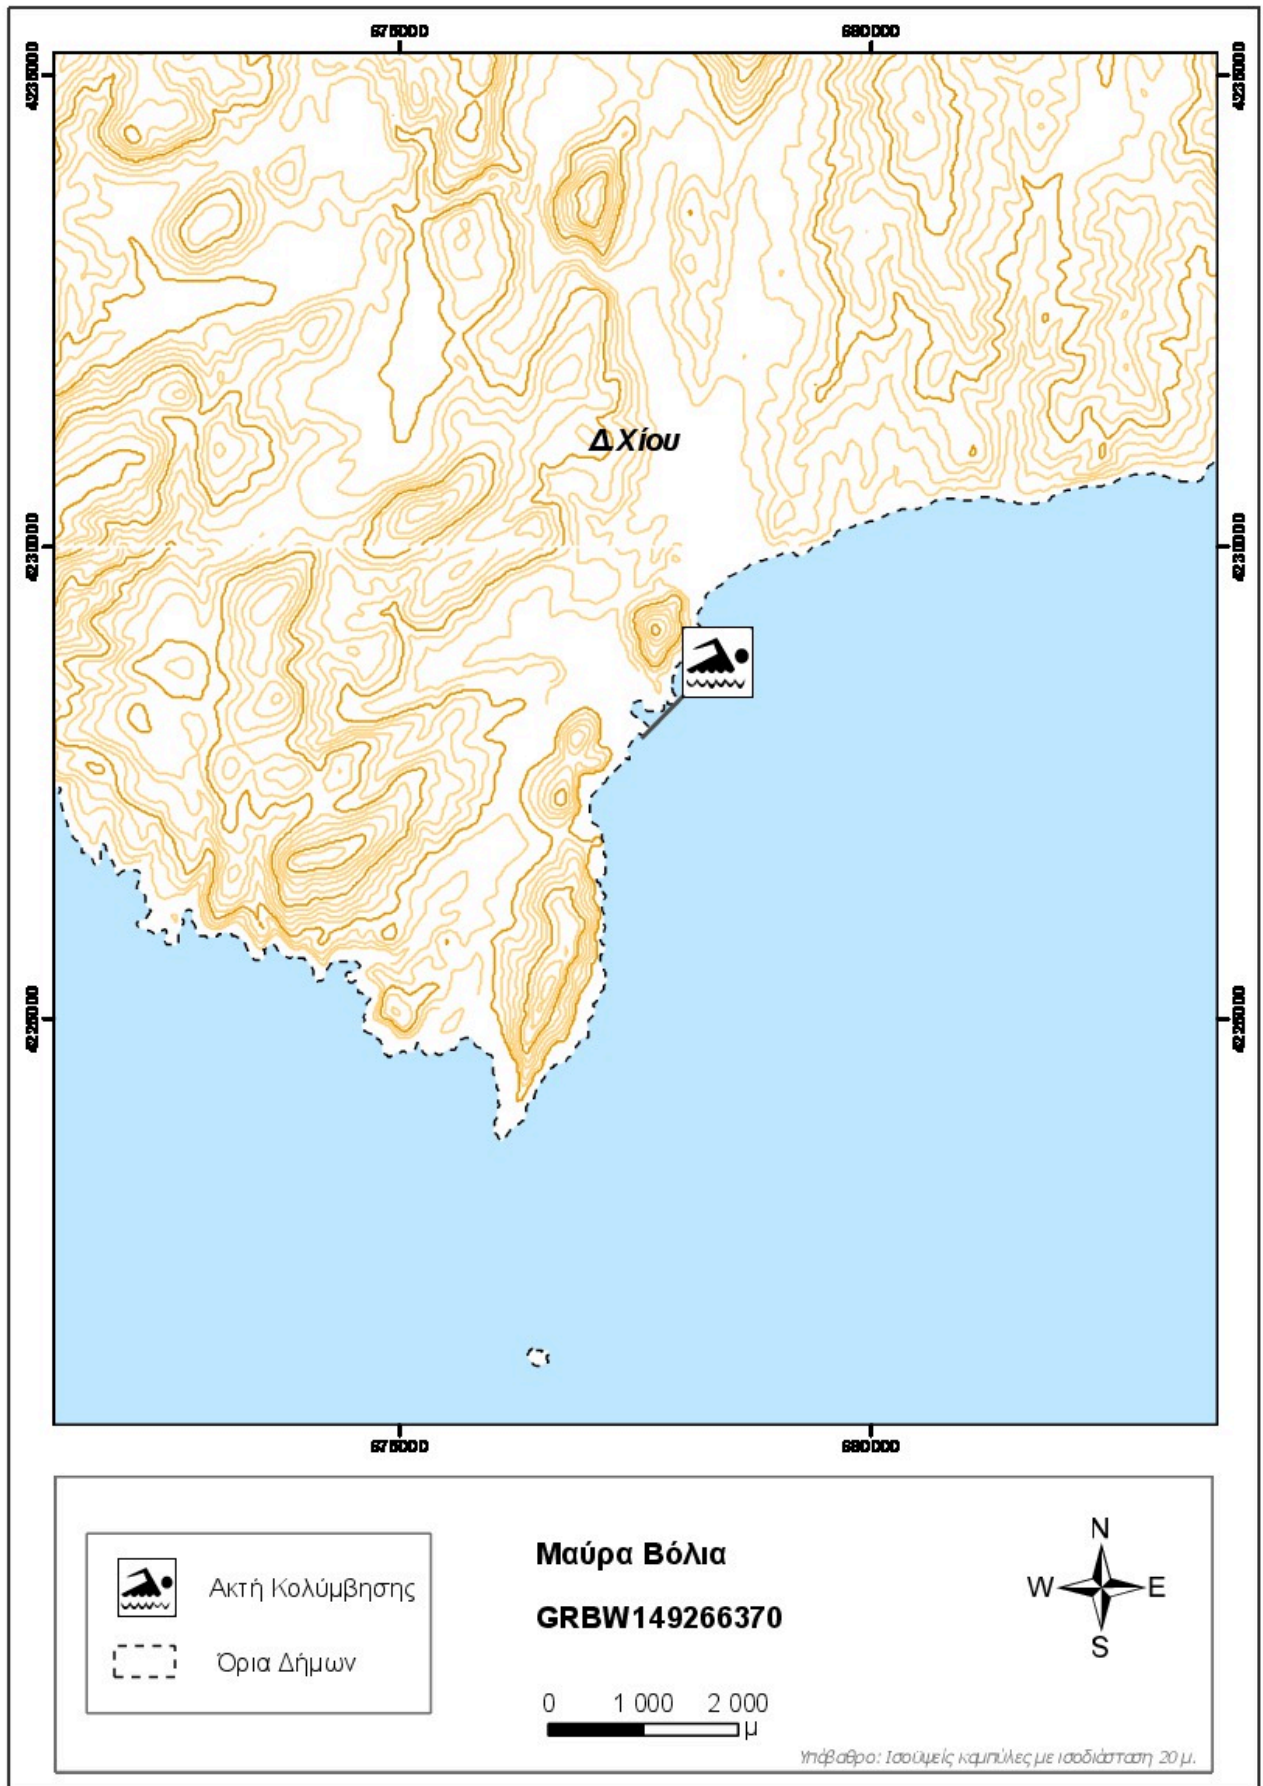 675000 680000
4235000 4235000
Δ.Χίου
4230000 4230000
4225000 4225000
675000 680000
Ακτή Κολύμβησης
Όρια Δήμων
Μαύρα Βόλια
GRBW149266370
0 1 000 2 000
μ
N
W E
S
Υπόβαθρο: Ισοϋψείς καμπύλες με ισοδιάσταση 20 μ.